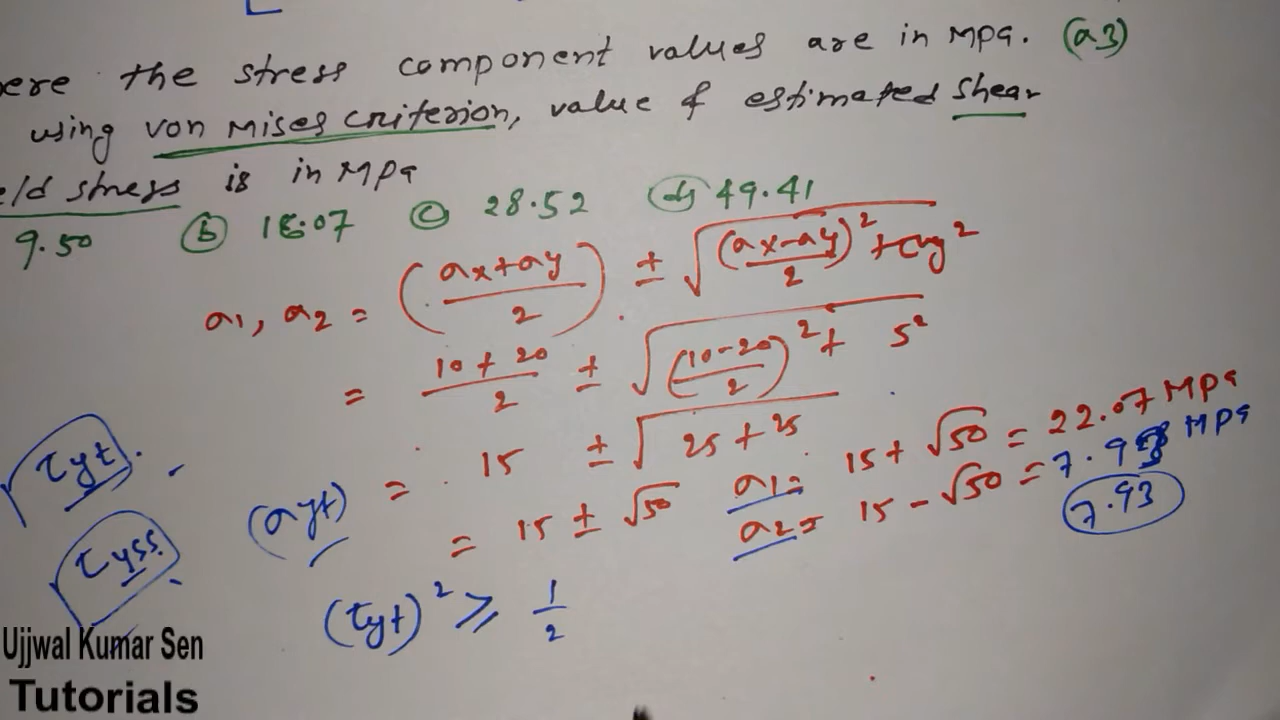 ere the stress component values are in MPa. (a3)
using von mises criterion, value of estimated shear
eld stress is in MPa
9.50 (b) 18.07 (c) 28.52 (d) 49.41
σ1, σ2 = (σx+σy/2) ± √(σx-σy/2)² + τxy²
= 10+20/2 ± √(10-20/2)² + 5²
= 15 ± √25+25
= 15 ± √50
σ1= 15+√50 = 22.07 MPa
σ2= 15-√50 = 7.93 MPa
7.93
(σyt)
τyt.
τyss.
(τyt)² ≥ 1/2
Ujjwal Kumar Sen
Tutorials